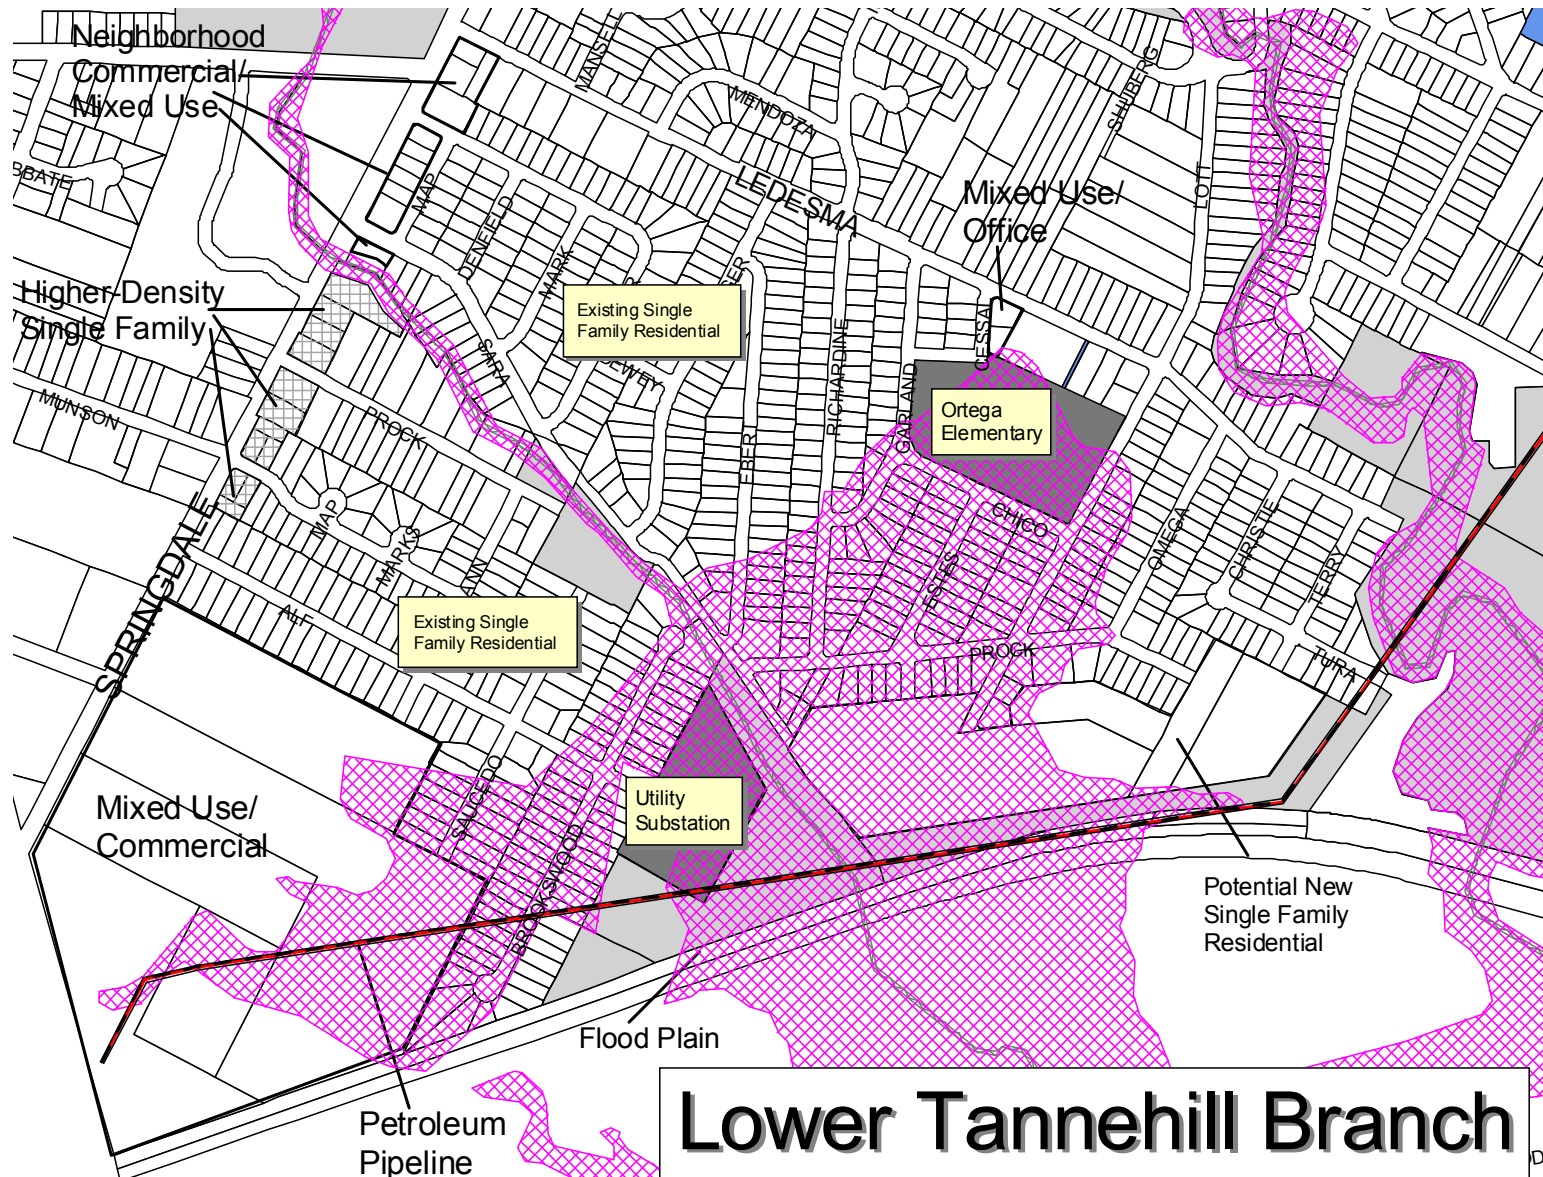 Neighborhood
Commercial/
Mixed Use
MANSEL
MENDOZA
SHILBERG
BBATE
MAP
LEDESMA
LOTT
Mixed Use/
Office
DENFIELD
MARK
Higher-Density
Single Family
Existing Single
Family Residential
SARA
DEWEY
RICHARDINE
CESSAL
MUNSON
PROCK
EBER
GARLAND
Ortega
Elementary
SPRINGDALE
MAP
MARKS
ANN
CHICO
OMEGA
CHRISTIE
TERRY
ESTES
ALF
Existing Single
Family Residential
PROCK
TURA
Mixed Use/
Commercial
SAUCEDO
Utility
Substation
BROOKSWOOD
Potential New
Single Family
Residential
Flood Plain
Petroleum
Pipeline
Lower Tannehill Branch